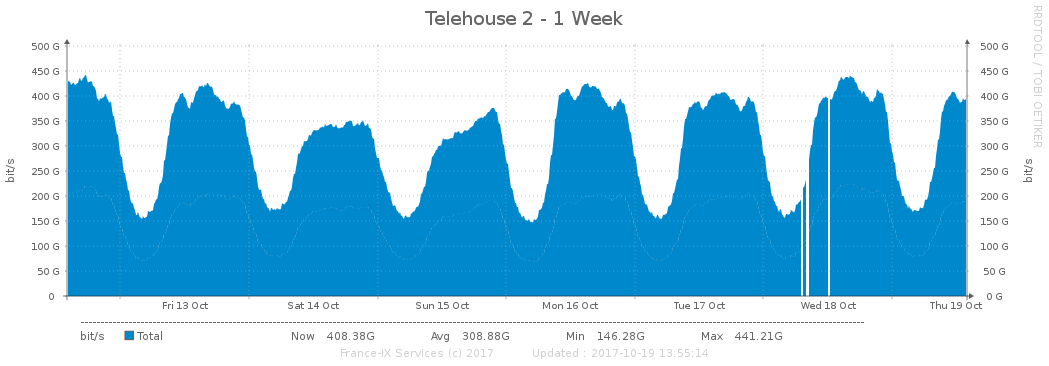 Telehouse 2 - 1 Week
RRDTOOL / TOBI OETIKER
500 G 500 G
450 G 450 G
400 G 400 G
350 G 350 G
300 G 300 G
250 G 250 G
200 G 200 G
150 G 150 G
100 G 100 G
50 G 50 G
0 0 G
bit/s bit/s
Fri 13 Oct Sat 14 Oct Sun 15 Oct Mon 16 Oct Tue 17 Oct Wed 18 Oct Thu 19 Oct
bit/s Total Now 408.38G Avg 308.88G Min 146.28G Max 441.21G
France-IX Services (c) 2017 Updated : 2017-10-19 13:55:14